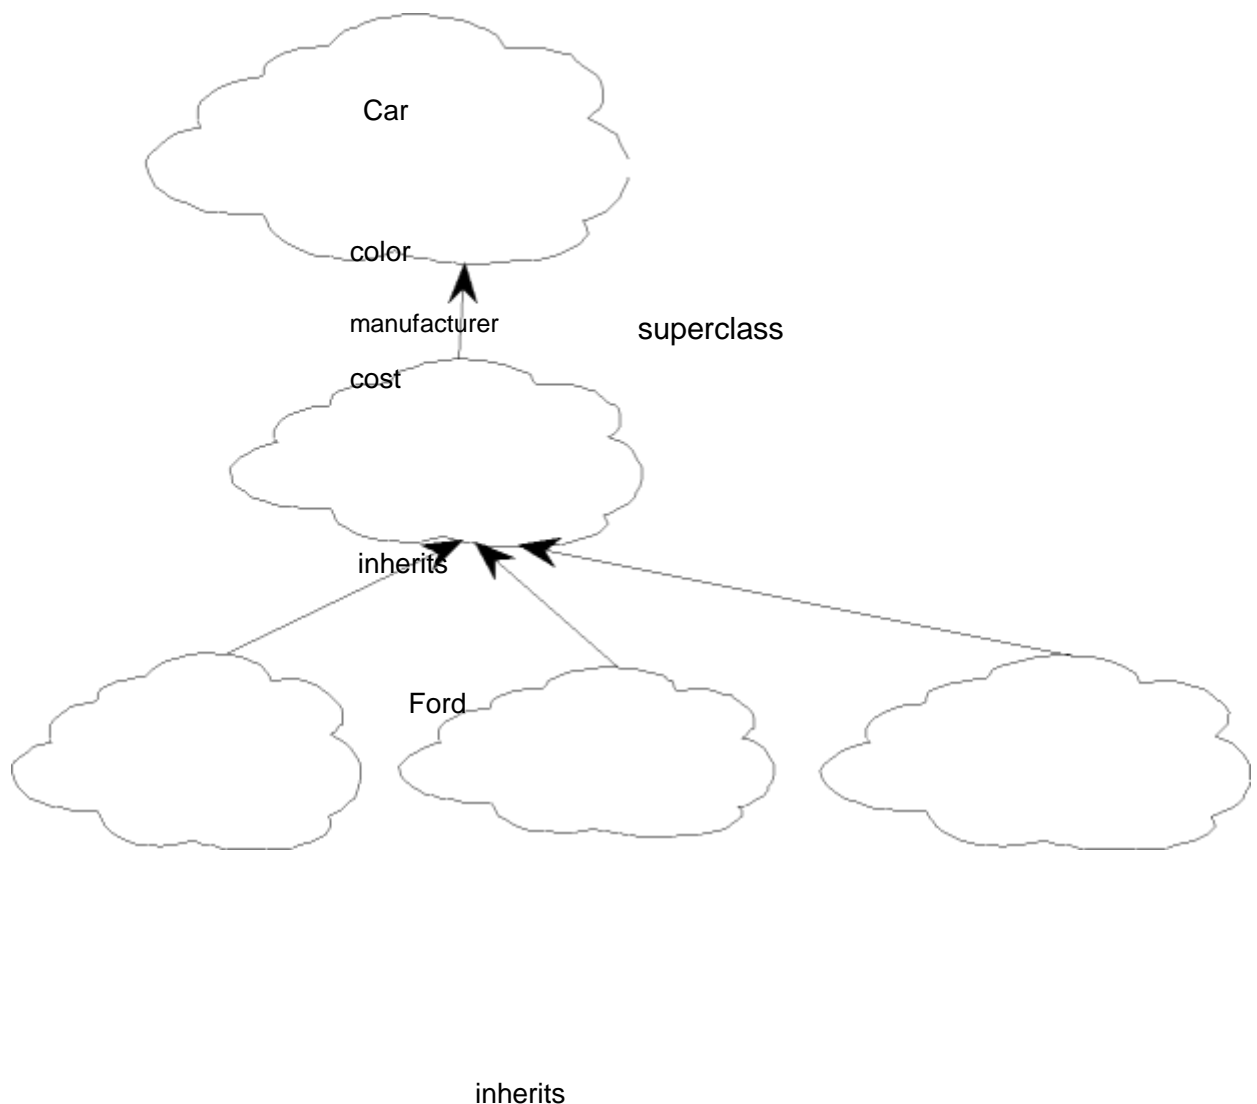 Car
color
manufacturer
superclass
cost
inherits
Ford
inherits